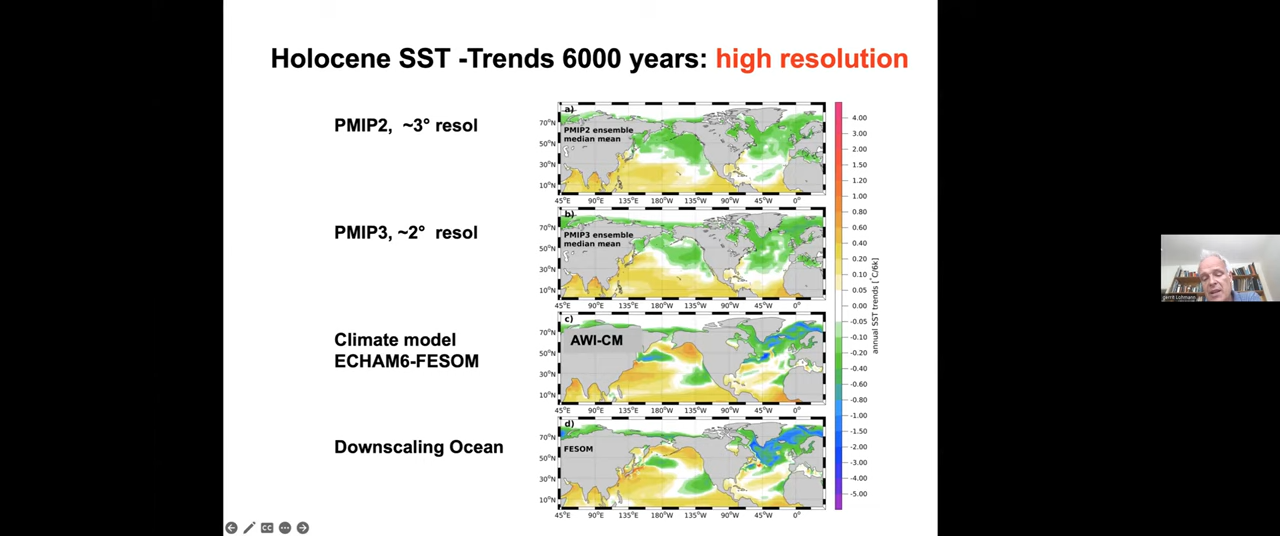 Holocene SST -Trends 6000 years: high resolution
PMIP2, ~3° resol
PMIP3, ~2° resol
Climate model
ECHAM6-FESOM
Downscaling Ocean
a)
PMIP2 ensemble
median mean
70°N
50°N
30°N
10°N
45°E 90°E 135°E 180°W 135°W 90°W 45°W 0°
b)
PMIP3 ensemble
median mean
70°N
50°N
30°N
10°N
45°E 90°E 135°E 180°W 135°W 90°W 45°W 0°
c)
AWI-CM
70°N
50°N
30°N
10°N
45°E 90°E 135°E 180°W 135°W 90°W 45°W 0°
d)
FESOM
70°N
50°N
30°N
10°N
45°E 90°E 135°E 180°W 135°W 90°W 45°W 0°
4.00
3.00
2.00
1.50
1.20
1.00
0.80
0.60
0.40
0.20
0.10
0.05
0.00
-0.05
-0.10
-0.20
-0.40
-0.60
-0.80
-1.00
-1.20
-1.50
-2.00
-3.00
-4.00
-5.00
annual SST trends [°C/6k]
CC
Gerrit Lohmann